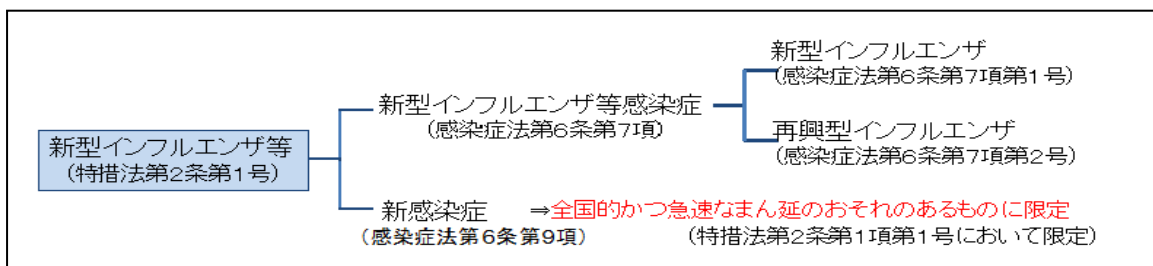 新型インフルエンザ等
(特措法第2条第1号)
新型インフルエンザ等感染症
(感染症法第6条第7項)
新型インフルエンザ
(感染症法第6条第7項第1号)
再興型インフルエンザ
(感染症法第6条第7項第2号)
新感染症 ⇒全国的かつ急速なまん延のおそれのあるものに限定
(感染症法第6条第9項) (特措法第2条第1項第1号において限定)